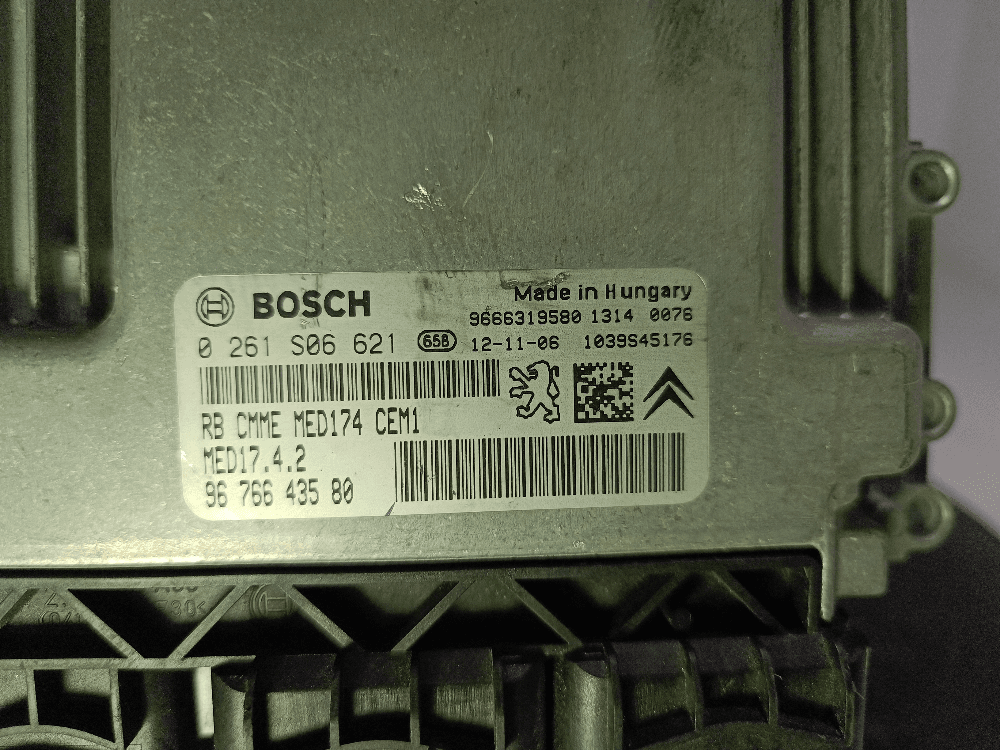 BOSCH
Made in Hungary
9666319580 1314 0076
0 261 S06 621 658 12-11-06 1039S45176
RB CMME MED174 CEM1
MED17.4.2
96 766 435 80